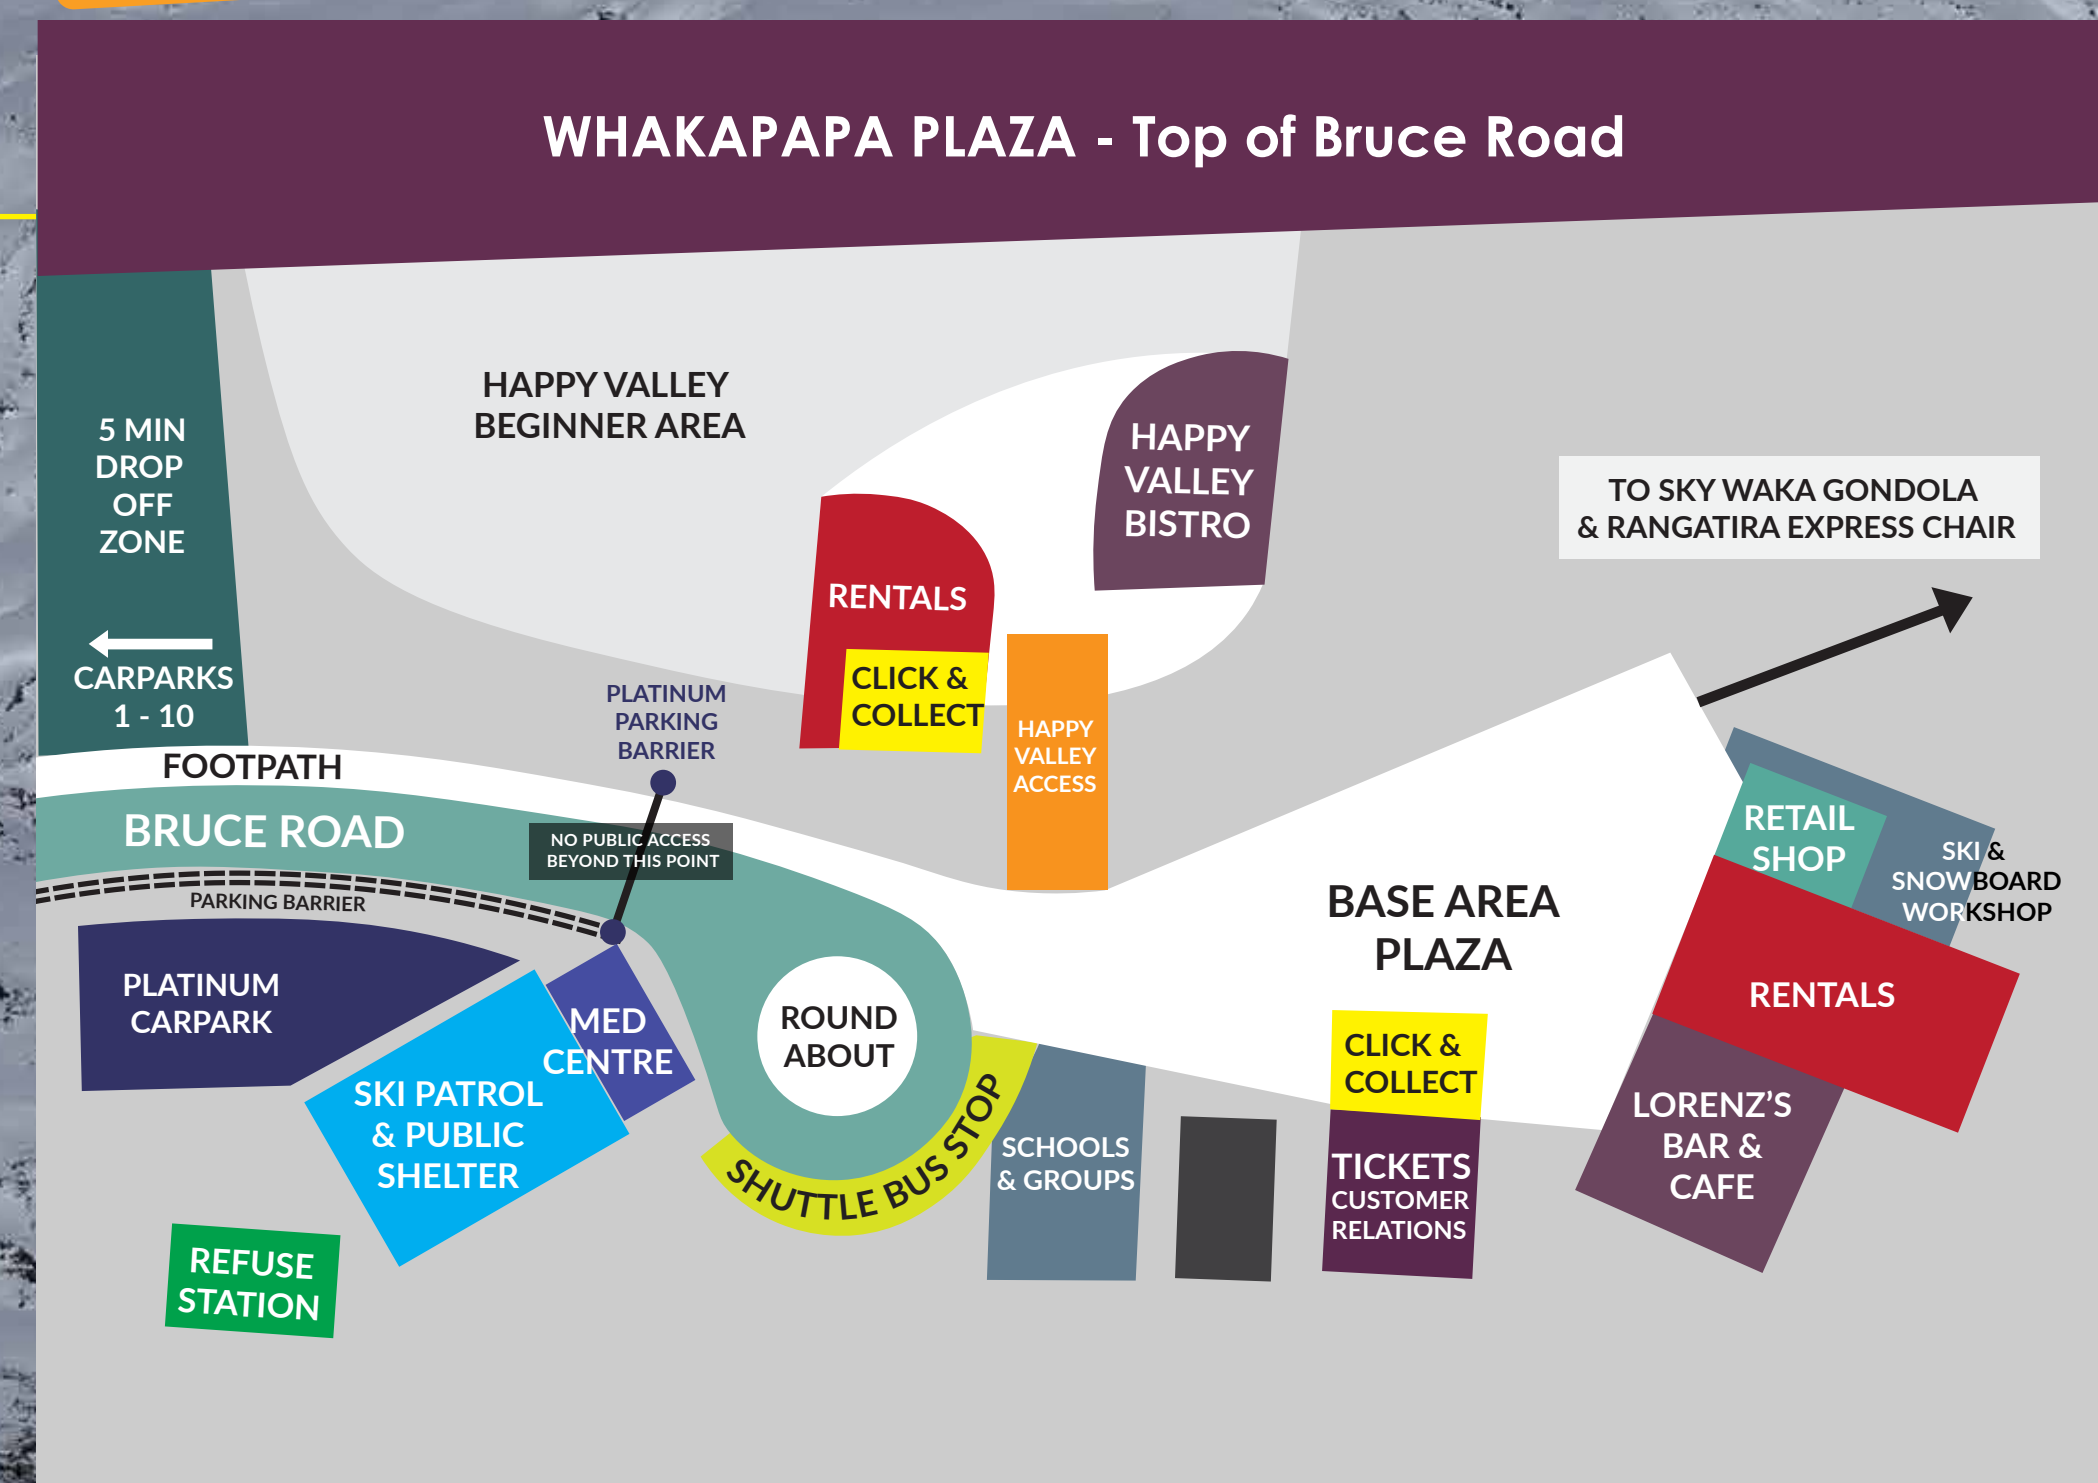 WHAKAPAPA PLAZA - Top of Bruce Road
HAPPY VALLEY
BEGINNER AREA
5 MIN
DROP
OFF
ZONE
CARPARKS
1 - 10
HAPPY
VALLEY
BISTRO
TO SKY WAKA GONDOLA
& RANGATIRA EXPRESS CHAIR
RENTALS
CLICK &
COLLECT
PLATINUM
PARKING
BARRIER
HAPPY
VALLEY
ACCESS
FOOTPATH
BRUCE ROAD
NO PUBLIC ACCESS
BEYOND THIS POINT
PARKING BARRIER
PLATINUM
CARPARK
MED
CENTRE
SKI PATROL
& PUBLIC
SHELTER
REFUSE
STATION
ROUND
ABOUT
SHUTTLE BUS STOP
SCHOOLS
& GROUPS
BASE AREA
PLAZA
CLICK &
COLLECT
TICKETS
CUSTOMER
RELATIONS
RETAIL
SHOP
SKI &
SNOWBOARD
WORKSHOP
RENTALS
LORENZ'S
BAR &
CAFE